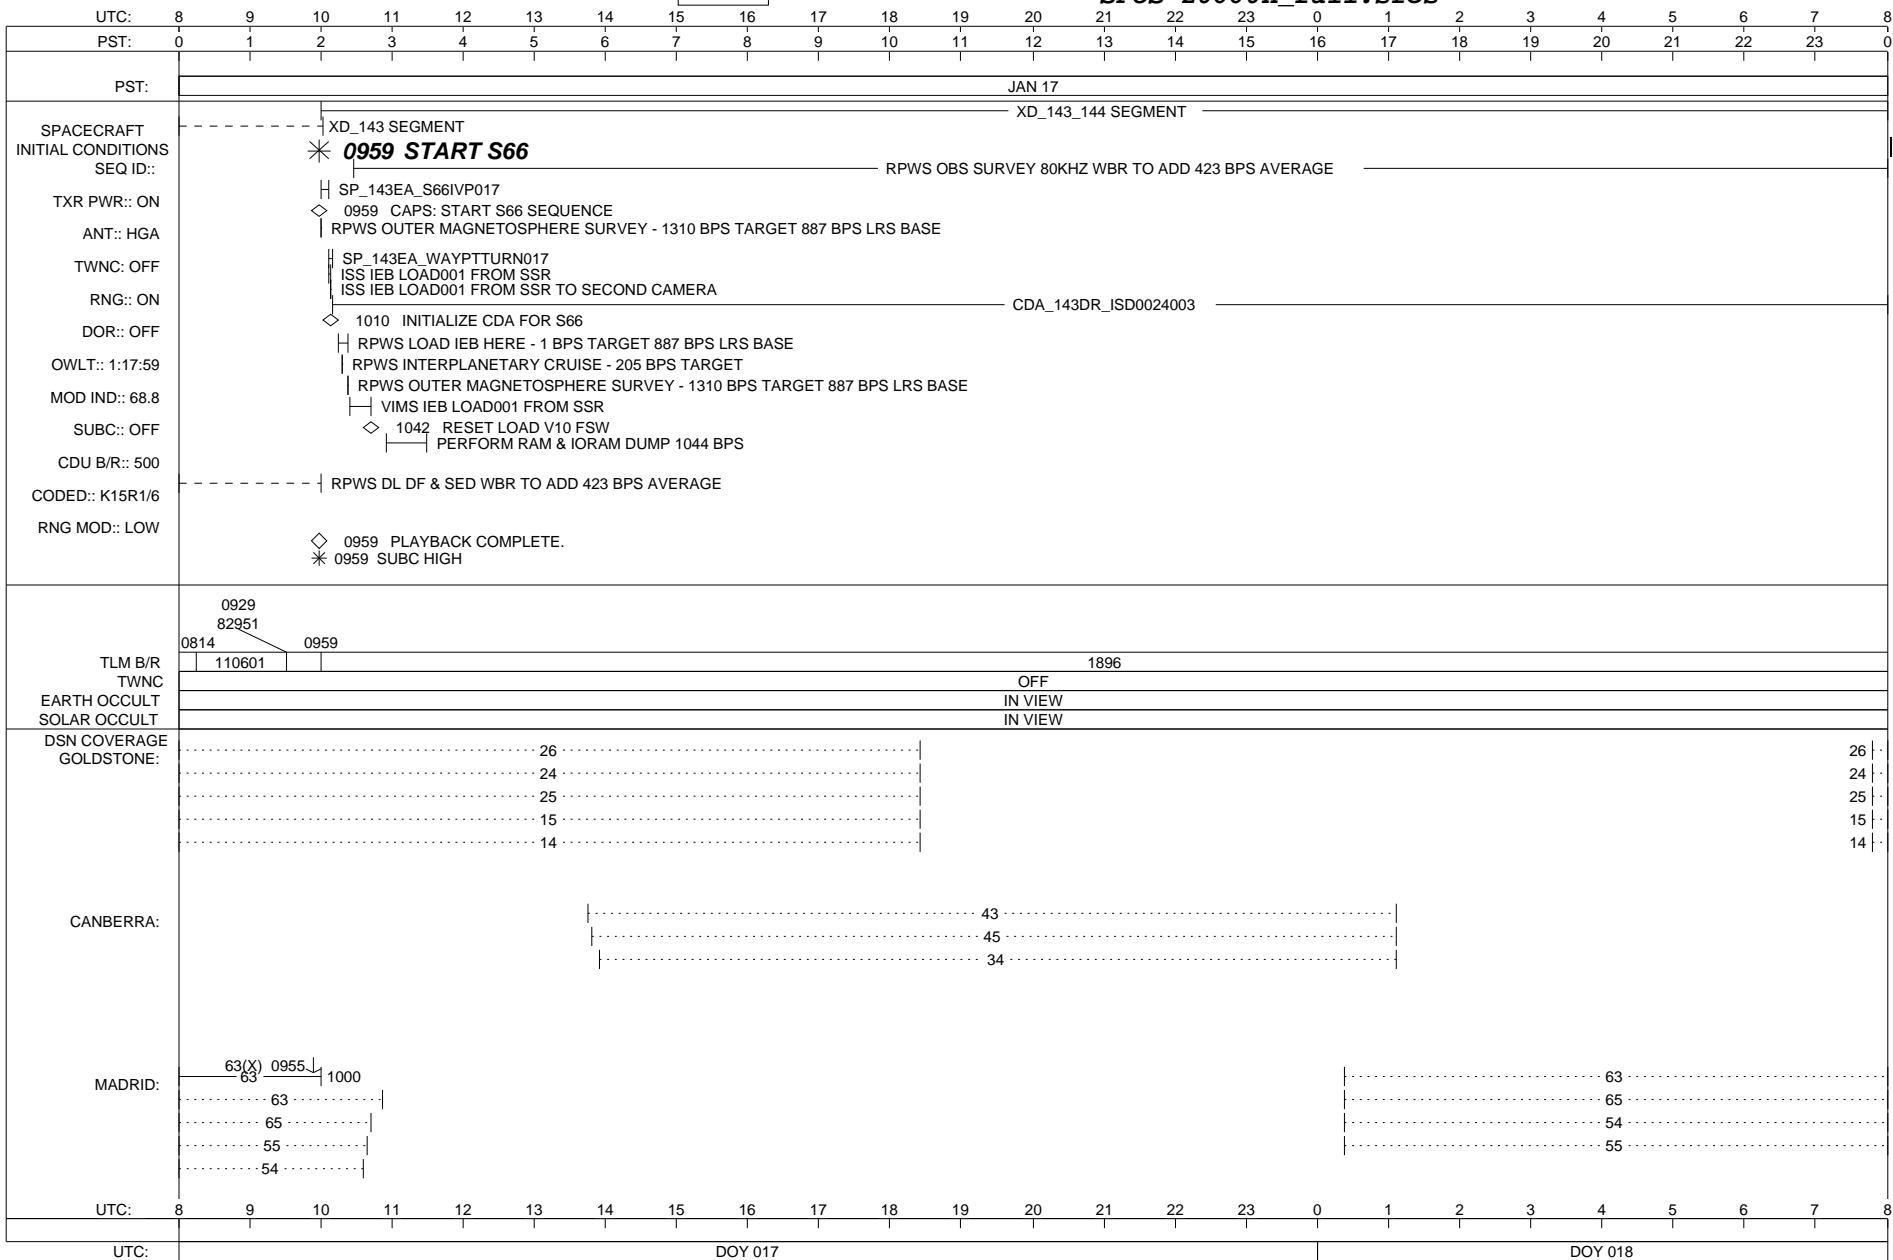 UTC: 8 9 10 11 12 13 14 15 16 17 18 19 20 21 22 23 0 1 2 3 4 5 6 7 8
PST: 0 1 2 3 4 5 6 7 8 9 10 11 12 13 14 15 16 17 18 19 20 21 22 23 0
PST: JAN 17
XD_143_144 SEGMENT
SPACECRAFT XD_143 SEGMENT
INITIAL CONDITIONS 0959 START S66
SEQ ID:: RPWS OBS SURVEY 80KHZ WBR TO ADD 423 BPS AVERAGE
SP_143EA_S66IVP017
TXR PWR:: ON 0959 CAPS: START S66 SEQUENCE
ANT:: HGA RPWS OUTER MAGNETOSPHERE SURVEY - 1310 BPS TARGET 887 BPS LRS BASE
SP_143EA_WAYPTTURN017
TWNC: OFF ISS IEB LOAD001 FROM SSR
ISS IEB LOAD001 FROM SSR TO SECOND CAMERA
RNG:: ON CDA_143DR_ISD0024003
1010 INITIALIZE CDA FOR S66
DOR:: OFF
RPWS LOAD IEB HERE - 1 BPS TARGET 887 BPS LRS BASE
OWLT:: 1:17:59 RPWS INTERPLANETARY CRUISE - 205 BPS TARGET
RPWS OUTER MAGNETOSPHERE SURVEY - 1310 BPS TARGET 887 BPS LRS BASE
MOD IND:: 68.8
VIMS IEB LOAD001 FROM SSR
SUBC:: OFF 1042 RESET LOAD V10 FSW
PERFORM RAM & IORAM DUMP 1044 BPS
CDU B/R:: 500
RPWS DL DF & SED WBR TO ADD 423 BPS AVERAGE
CODED:: K15R1/6
RNG MOD:: LOW
0959 PLAYBACK COMPLETE.
0959 SUBC HIGH
0929
82951
0814 0959
TLM B/R 110601 1896
TWNC OFF
EARTH OCCULT IN VIEW
SOLAR OCCULT IN VIEW
DSN COVERAGE
GOLDSTONE: 26 26
24 24
25 25
15 15
14 14
CANBERRA: 43
45
34
63(X) 0955
MADRID: 63 1000 63
63 65
65 54
55 55
54
UTC: 8 9 10 11 12 13 14 15 16 17 18 19 20 21 22 23 0 1 2 3 4 5 6 7 8
UTC: DOY 017 DOY 018